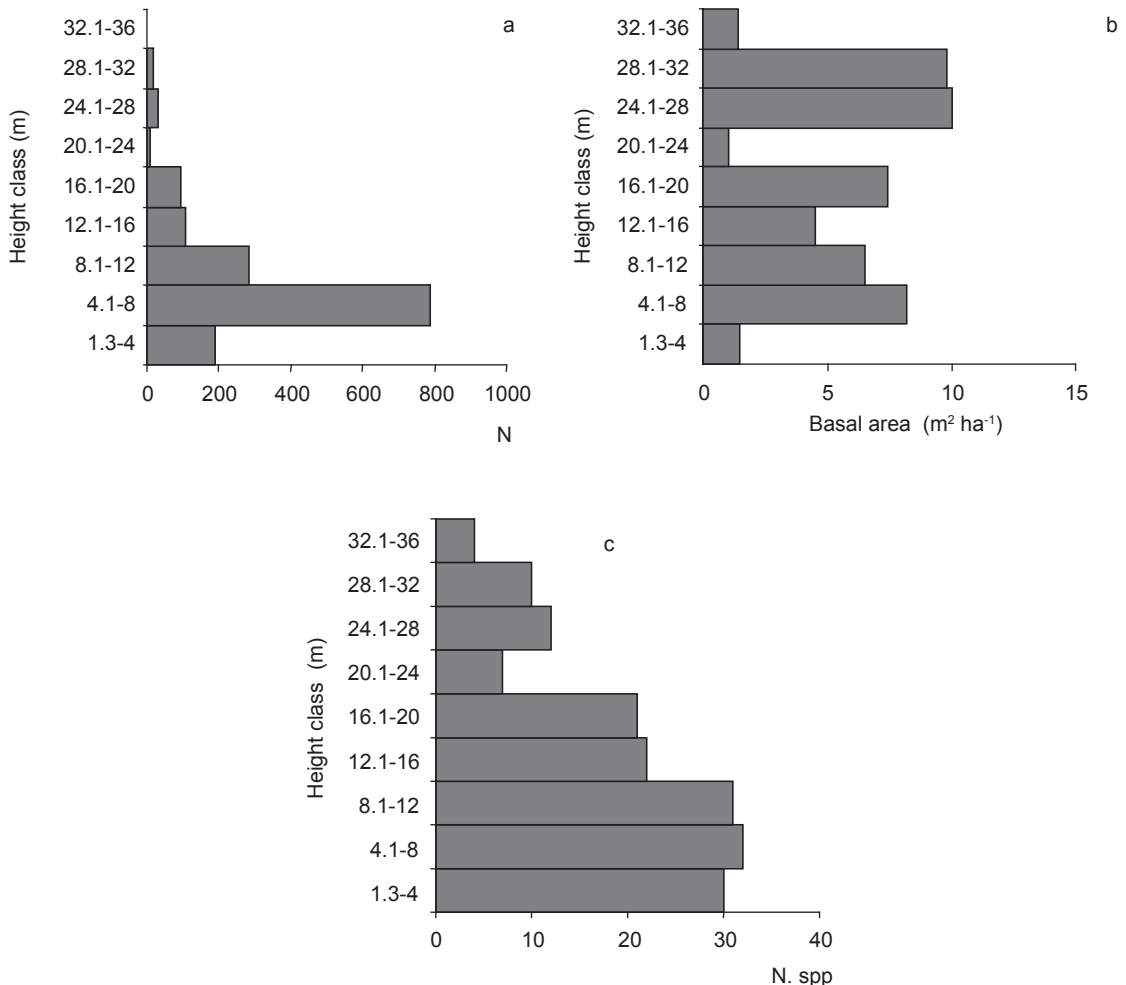 a
Height class (m)
32.1-36
28.1-32
24.1-28
20.1-24
16.1-20
12.1-16
8.1-12
4.1-8
1.3-4
0 200 400 600 800 1000
N
b
Height class (m)
32.1-36
28.1-32
24.1-28
20.1-24
16.1-20
12.1-16
8.1-12
4.1-8
1.3-4
0 5 10 15
Basal area (m² ha⁻¹)
c
Height class (m)
32.1-36
28.1-32
24.1-28
20.1-24
16.1-20
12.1-16
8.1-12
4.1-8
1.3-4
0 10 20 30 40
N. spp